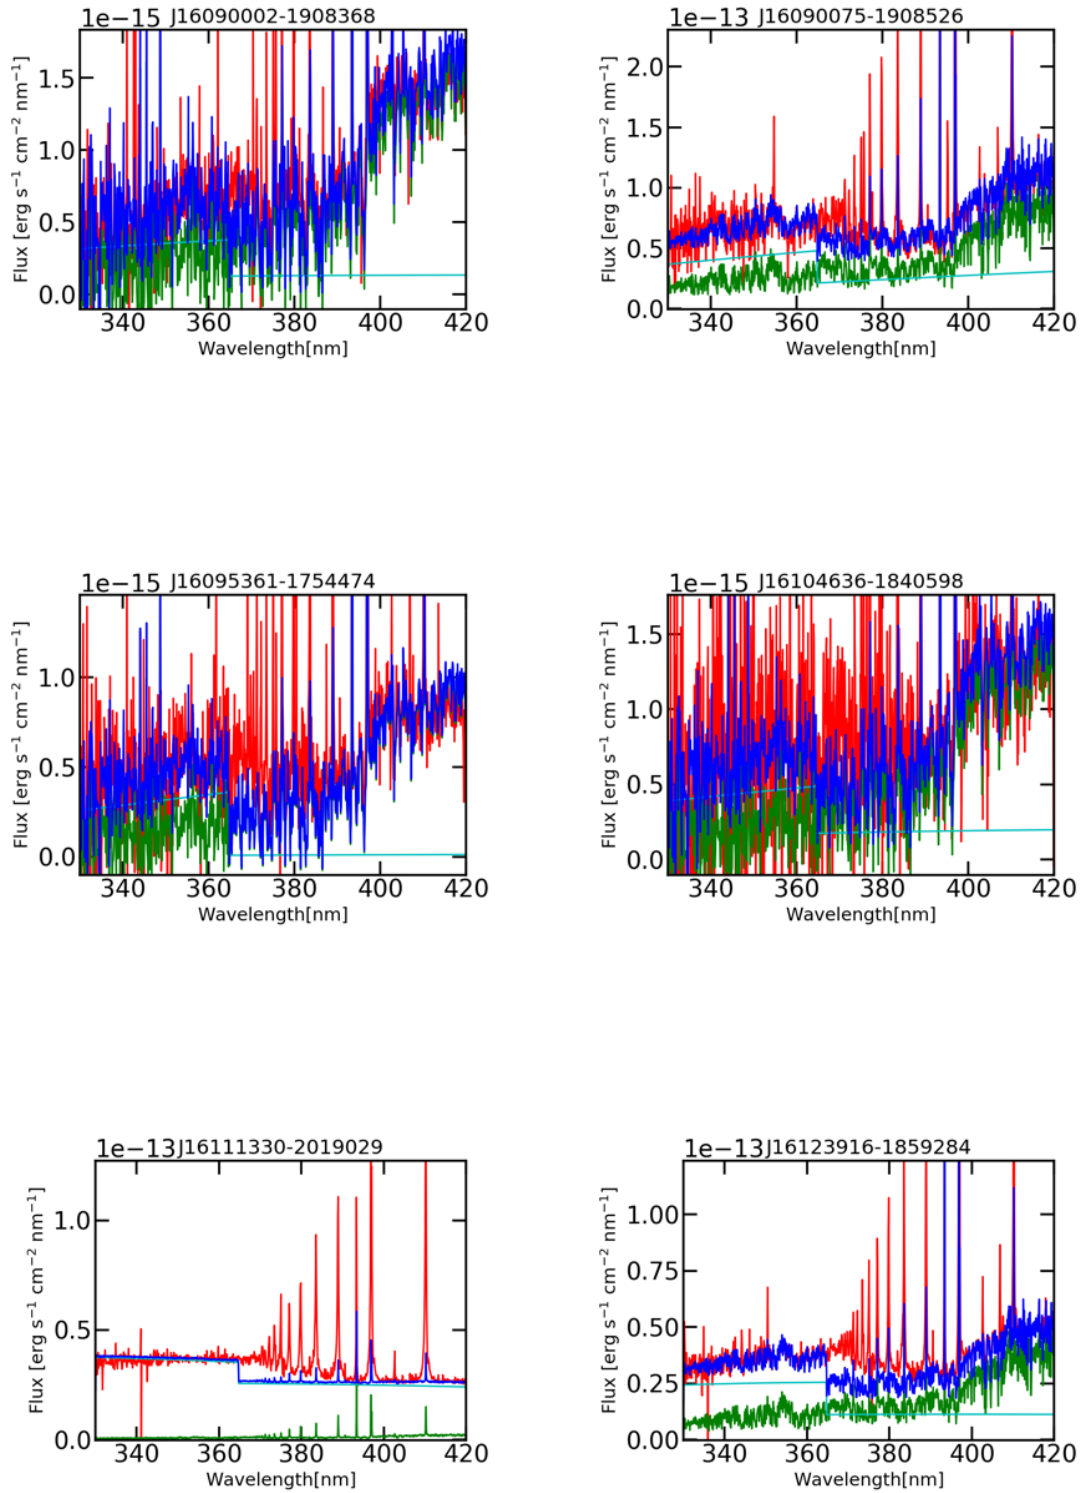 1e−15 J16090002-1908368
Flux [erg s⁻¹ cm⁻² nm⁻¹]
1.5
1.0
0.5
0.0
340 360 380 400 420
Wavelength[nm]
1e−13 J16090075-1908526
Flux [erg s⁻¹ cm⁻² nm⁻¹]
2.0
1.5
1.0
0.5
0.0
340 360 380 400 420
Wavelength[nm]
1e−15 J16095361-1754474
Flux [erg s⁻¹ cm⁻² nm⁻¹]
1.0
0.5
0.0
340 360 380 400 420
Wavelength[nm]
1e−15 J16104636-1840598
Flux [erg s⁻¹ cm⁻² nm⁻¹]
1.5
1.0
0.5
0.0
340 360 380 400 420
Wavelength[nm]
1e−13 J16111330-2019029
Flux [erg s⁻¹ cm⁻² nm⁻¹]
1.0
0.5
0.0
340 360 380 400 420
Wavelength[nm]
1e−13 J16123916-1859284
Flux [erg s⁻¹ cm⁻² nm⁻¹]
1.00
0.75
0.50
0.25
0.00
340 360 380 400 420
Wavelength[nm]